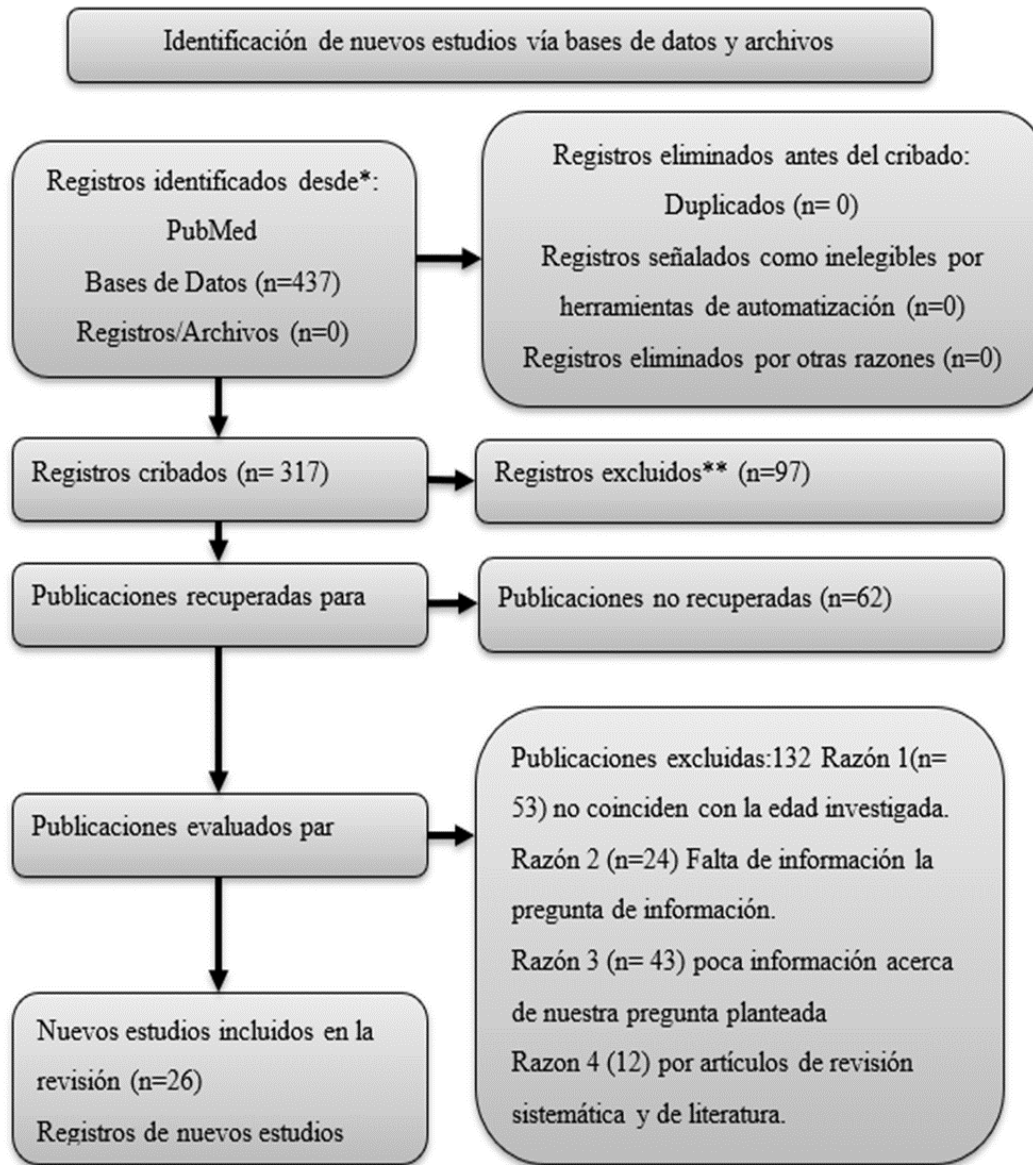 Identificación de nuevos estudios vía bases de datos y archivos
Registros identificados desde*:
PubMed
Bases de Datos (n=437)
Registros/Archivos (n=0)
Registros eliminados antes del cribado:
Duplicados (n= 0)
Registros señalados como inelegibles por
herramientas de automatización (n=0)
Registros eliminados por otras razones (n=0)
Registros cribados (n= 317)
Registros excluidos** (n=97)
Publicaciones recuperadas para
Publicaciones no recuperadas (n=62)
Publicaciones evaluados par
Publicaciones excluidas:132 Razón 1(n=
53) no coinciden con la edad investigada.
Razón 2 (n=24) Falta de información la
pregunta de información.
Razón 3 (n= 43) poca información acerca
de nuestra pregunta planteada
Razon 4 (12) por artículos de revisión
sistemática y de literatura.
Nuevos estudios incluidos en la
revisión (n=26)
Registros de nuevos estudios